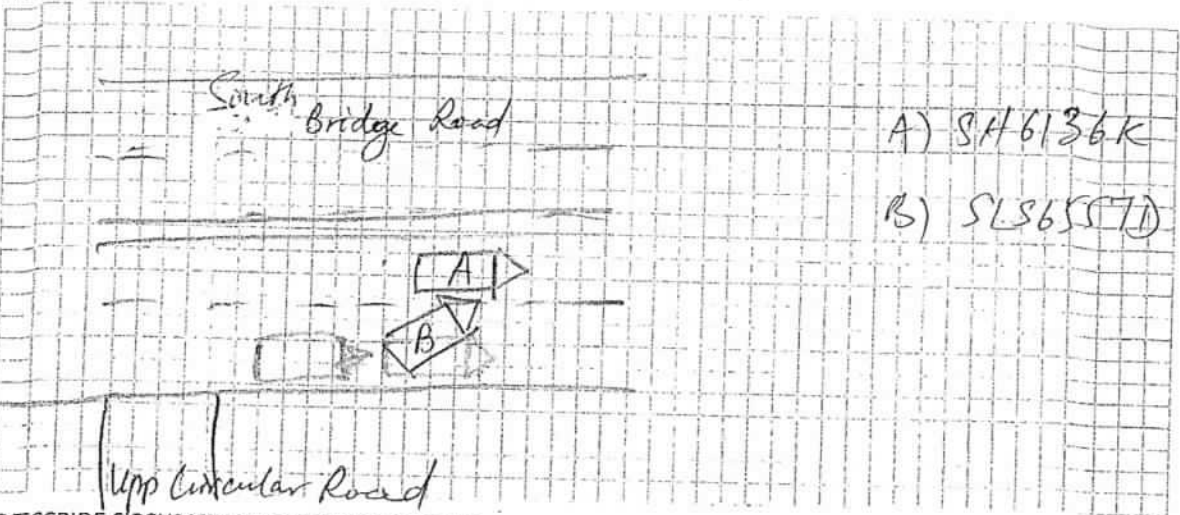 South
Bridge Road
A) SH6136K
B) SLS6557D
A
B
Upp Circular Road